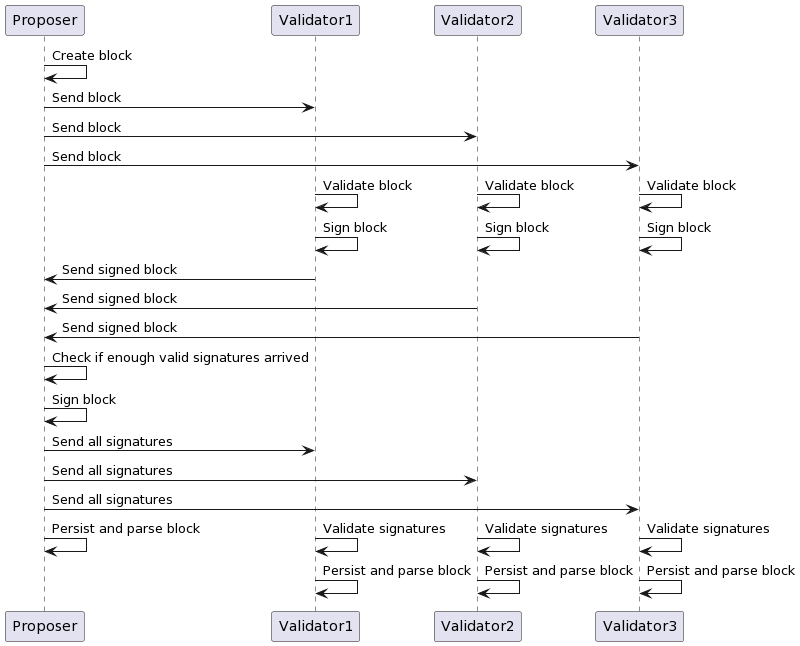 Proposer Validator1 Validator2 Validator3
Create block
Send block
Send block
Send block
Validate block Validate block Validate block
Sign block Sign block Sign block
Send signed block
Send signed block
Send signed block
Check if enough valid signatures arrived
Sign block
Send all signatures
Send all signatures
Send all signatures
Persist and parse block Validate signatures Validate signatures Validate signatures
Persist and parse block Persist and parse block Persist and parse block
Proposer Validator1 Validator2 Validator3